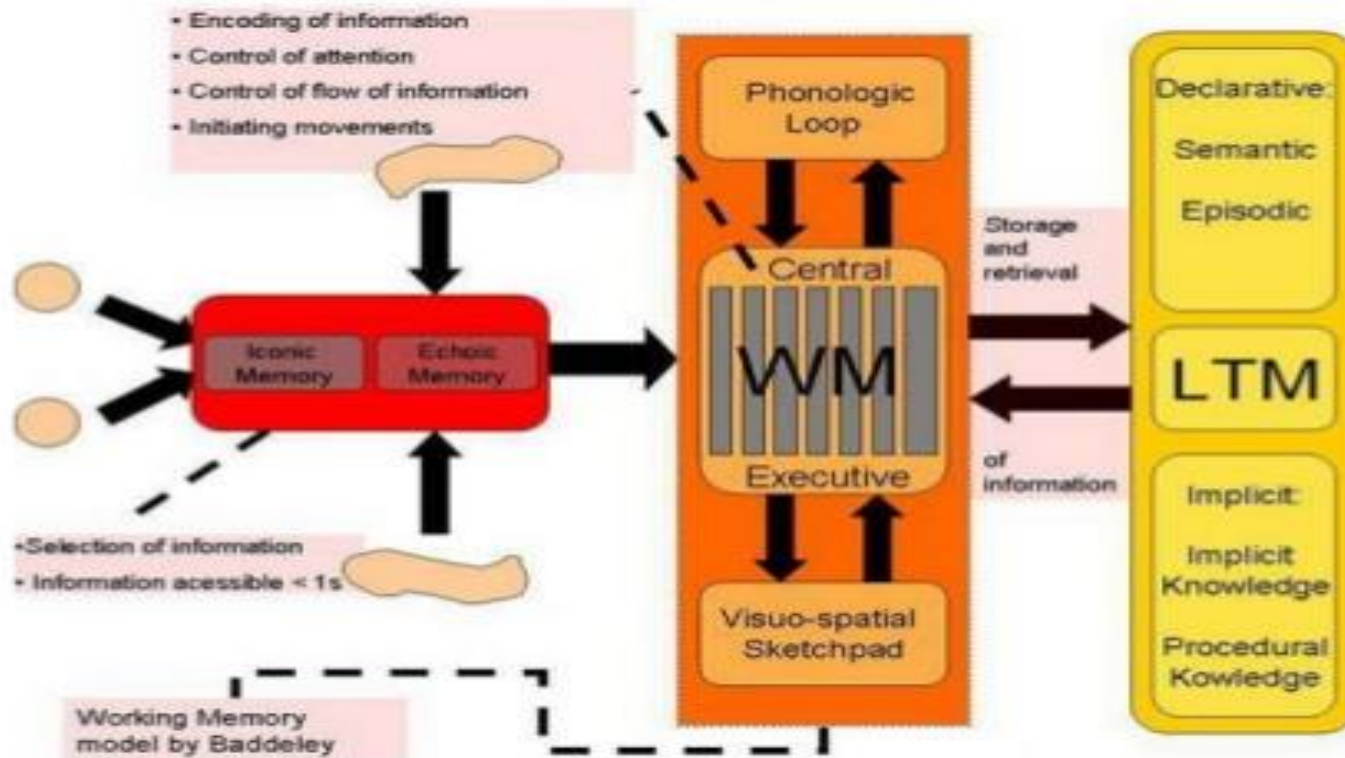 • Encoding of information
• Control of attention
• Control of flow of information
• Initiating movements
Iconic
Memory
Echoic
Memory
•Selection of information
• Information acessible < 1s
Working Memory
model by Baddeley
Phonologic
Loop
Central
WM
Executive
Visuo-spatial
Sketchpad
Storage
and
retrieval
of
information
Declarative:
Semantic
Episodic
LTM
Implicit:
Implicit
Knowledge
Procedural
Kowledge